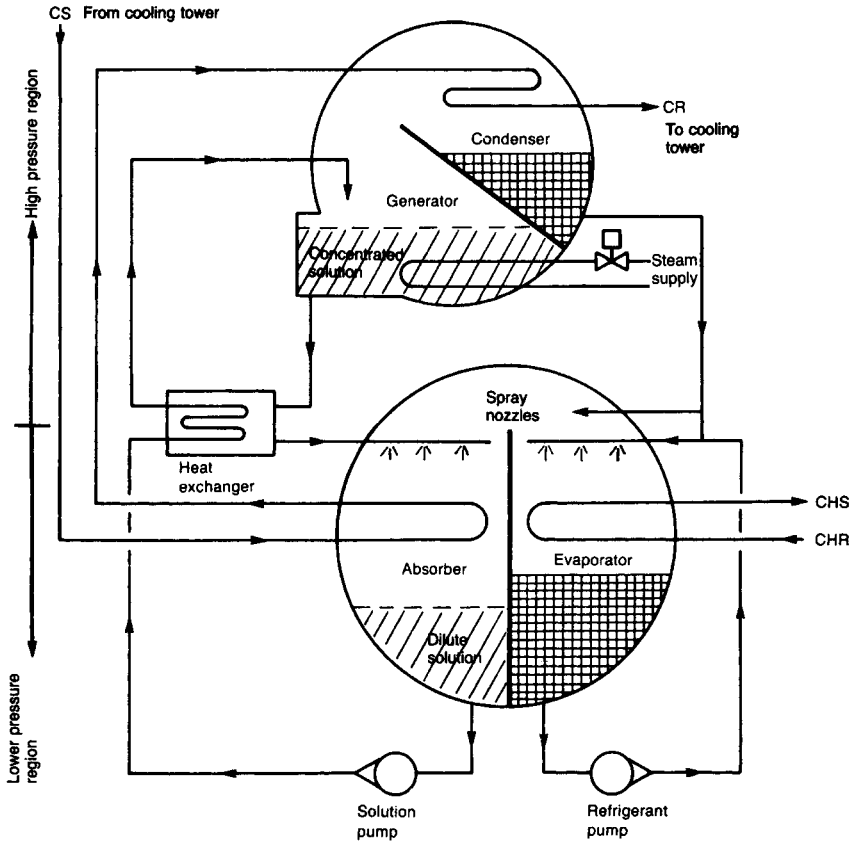 CS From cooling tower
High pressure region
CR
To cooling
tower
Condenser
Generator
Concentrated
solution
Steam
supply
Spray
nozzles
Heat
exchanger
CHS
CHR
Absorber
Evaporator
Dilute
solution
Lower pressure
region
Solution
pump
Refrigerant
pump